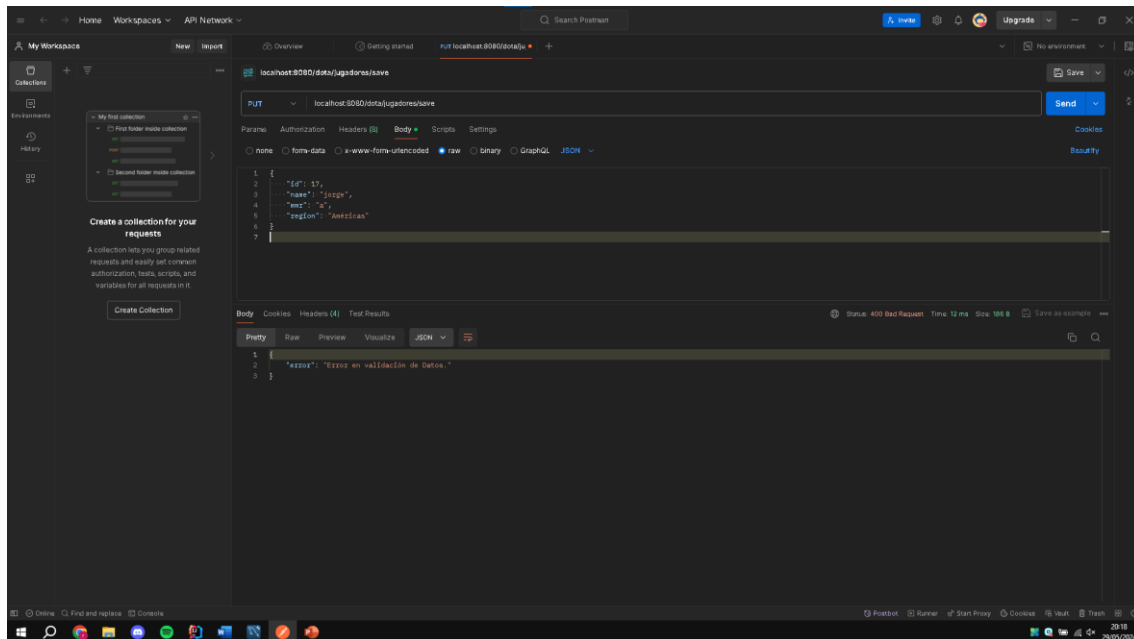 Home Workspaces API Network
Search Postman
Invite
Upgrade
My Workspace
New Import
Overview
Getting started
PUT localhost:8080/dota/ju
No environment
Collections
Environments
History
My first collection
First folder inside collection
Second folder inside collection
Create a collection for your
requests
A collection lets you group related
requests and easily set common
authorization, tests, scripts, and
variables for all requests in it.
Create Collection
localhost:8080/dota/jugadores/save
Save
PUT localhost:8080/dota/jugadores/save
Send
Params Authorization Headers (8) Body Scripts Settings
Cookies
none form-data x-www-form-urlencoded raw binary GraphQL JSON
Beautify
1 {
2 "id": 17,
3 "name": "jorge",
4 "mmr": "a",
5 "region": "Américas"
6 }
7
Body Cookies Headers (4) Test Results
Status: 400 Bad Request Time: 12 ms Size: 186 B Save as example
Pretty Raw Preview Visualize JSON
1 {
2 "error": "Error en validación de Datos."
3 }
Online Find and replace Console
Postbot Runner Start Proxy Cookies Vault Trash
20:18